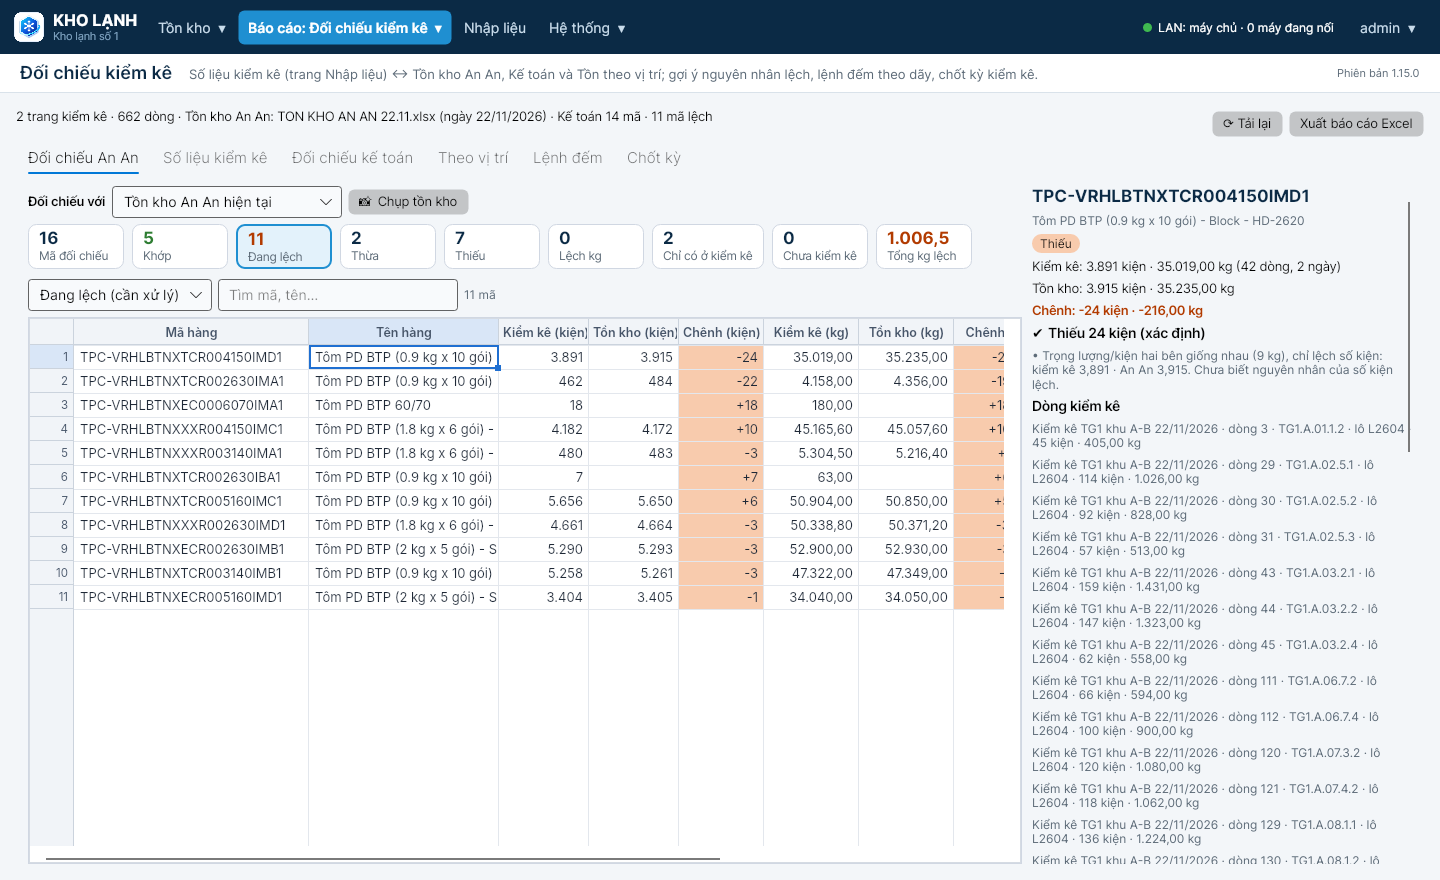 KHO LẠNH
Kho lạnh số 1
Tồn kho ▾
Báo cáo: Đối chiếu kiểm kê ▾
Nhập liệu
Hệ thống ▾
LAN: máy chủ · 0 máy đang nối
admin ▾
Đối chiếu kiểm kê
Số liệu kiểm kê (trang Nhập liệu) ↔ Tồn kho An An, Kế toán và Tồn theo vị trí; gợi ý nguyên nhân lệch, lệnh đếm theo dãy, chốt kỳ kiểm kê.
Phiên bản 1.15.0
2 trang kiểm kê · 662 dòng · Tồn kho An An: TON KHO AN AN 22.11.xlsx (ngày 22/11/2026) · Kế toán 14 mã · 11 mã lệch
⟳ Tải lại
Xuất báo cáo Excel
Đối chiếu An An
Số liệu kiểm kê
Đối chiếu kế toán
Theo vị trí
Lệnh đếm
Chốt kỳ
Đối chiếu với
Tồn kho An An hiện tại
📸 Chụp tồn kho
16
Mã đối chiếu
5
Khớp
11
Đang lệch
2
Thừa
7
Thiếu
0
Lệch kg
2
Chỉ có ở kiểm kê
0
Chưa kiểm kê
1.006,5
Tổng kg lệch
Đang lệch (cần xử lý)
Tìm mã, tên...
11 mã
Mã hàng Tên hàng Kiểm kê (kiện) Tồn kho (kiện) Chênh (kiện) Kiểm kê (kg) Tồn kho (kg) Chênh
1 TPC-VRHLBTNXTCR004150IMD1 Tôm PD BTP (0.9 kg x 10 gói) 3.891 3.915 -24 35.019,00 35.235,00 -2
2 TPC-VRHLBTNXTCR002630IMA1 Tôm PD BTP (0.9 kg x 10 gói) 462 484 -22 4.158,00 4.356,00 -19
3 TPC-VRHLBTNXEC0006070IMA1 Tôm PD BTP 60/70 18 +18 180,00 +18
4 TPC-VRHLBTNXXXR004150IMC1 Tôm PD BTP (1.8 kg x 6 gói) - 4.182 4.172 +10 45.165,60 45.057,60 +10
5 TPC-VRHLBTNXXXR003140IMA1 Tôm PD BTP (1.8 kg x 6 gói) - 480 483 -3 5.304,50 5.216,40 +
6 TPC-VRHLBTNXTCR002630IBA1 Tôm PD BTP (0.9 kg x 10 gói) 7 +7 63,00 +
7 TPC-VRHLBTNXTCR005160IMC1 Tôm PD BTP (0.9 kg x 10 gói) 5.656 5.650 +6 50.904,00 50.850,00 +
8 TPC-VRHLBTNXXXR002630IMD1 Tôm PD BTP (1.8 kg x 6 gói) - 4.661 4.664 -3 50.338,80 50.371,20 -
9 TPC-VRHLBTNXECR002630IMB1 Tôm PD BTP (2 kg x 5 gói) - S 5.290 5.293 -3 52.900,00 52.930,00 -
10 TPC-VRHLBTNXTCR003140IMB1 Tôm PD BTP (0.9 kg x 10 gói) 5.258 5.261 -3 47.322,00 47.349,00 -
11 TPC-VRHLBTNXECR005160IMD1 Tôm PD BTP (2 kg x 5 gói) - S 3.404 3.405 -1 34.040,00 34.050,00 -
TPC-VRHLBTNXTCR004150IMD1
Tôm PD BTP (0.9 kg x 10 gói) - Block - HD-2620
Thiếu
Kiểm kê: 3.891 kiện · 35.019,00 kg (42 dòng, 2 ngày)
Tồn kho: 3.915 kiện · 35.235,00 kg
Chênh: -24 kiện · -216,00 kg
✔ Thiếu 24 kiện (xác định)
• Trọng lượng/kiện hai bên giống nhau (9 kg), chỉ lệch số kiện:
kiểm kê 3,891 · An An 3,915. Chưa biết nguyên nhân của số kiện
lệch.
Dòng kiểm kê
Kiểm kê TG1 khu A-B 22/11/2026 · dòng 3 · TG1.A.01.1.2 · lô L2604 ·
45 kiện · 405,00 kg
Kiểm kê TG1 khu A-B 22/11/2026 · dòng 29 · TG1.A.02.5.1 · lô
L2604 · 114 kiện · 1.026,00 kg
Kiểm kê TG1 khu A-B 22/11/2026 · dòng 30 · TG1.A.02.5.2 · lô
L2604 · 92 kiện · 828,00 kg
Kiểm kê TG1 khu A-B 22/11/2026 · dòng 31 · TG1.A.02.5.3 · lô
L2604 · 57 kiện · 513,00 kg
Kiểm kê TG1 khu A-B 22/11/2026 · dòng 43 · TG1.A.03.2.1 · lô
L2604 · 159 kiện · 1.431,00 kg
Kiểm kê TG1 khu A-B 22/11/2026 · dòng 44 · TG1.A.03.2.2 · lô
L2604 · 147 kiện · 1.323,00 kg
Kiểm kê TG1 khu A-B 22/11/2026 · dòng 45 · TG1.A.03.2.4 · lô
L2604 · 62 kiện · 558,00 kg
Kiểm kê TG1 khu A-B 22/11/2026 · dòng 111 · TG1.A.06.7.2 · lô
L2604 · 66 kiện · 594,00 kg
Kiểm kê TG1 khu A-B 22/11/2026 · dòng 112 · TG1.A.06.7.4 · lô
L2604 · 100 kiện · 900,00 kg
Kiểm kê TG1 khu A-B 22/11/2026 · dòng 120 · TG1.A.07.3.2 · lô
L2604 · 120 kiện · 1.080,00 kg
Kiểm kê TG1 khu A-B 22/11/2026 · dòng 121 · TG1.A.07.4.2 · lô
L2604 · 118 kiện · 1.062,00 kg
Kiểm kê TG1 khu A-B 22/11/2026 · dòng 129 · TG1.A.08.1.1 · lô
L2604 · 136 kiện · 1.224,00 kg
Kiểm kê TG1 khu A-B 22/11/2026 · dòng 130 · TG1.A.08.1.2 · lô